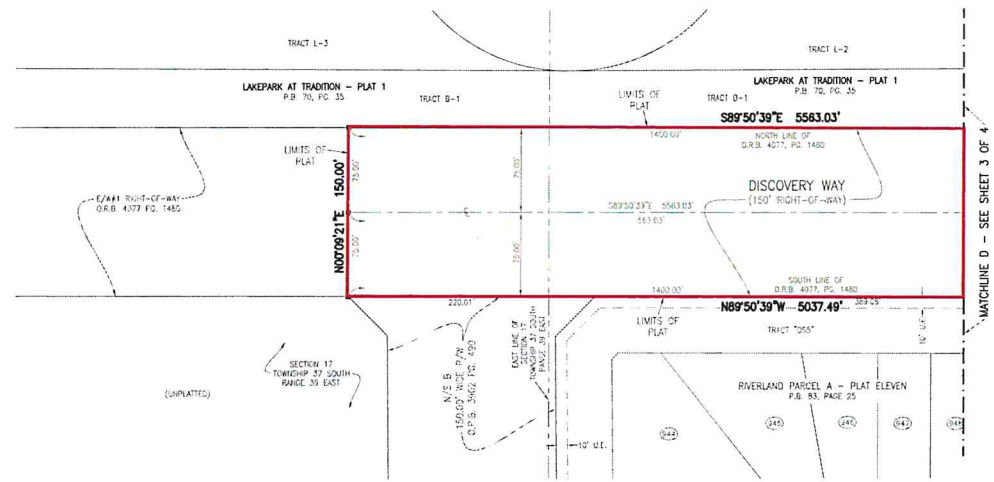 TRACT L-3
TRACT L-2
LAKEPARK AT TRADITION - PLAT 1
P.B. 70, PG. 35
TRACT B-1
LIMITS OF
PLAT
LAKEPARK AT TRADITION - PLAT 1
P.B. 70, PG. 35
TRACT B-1
S89°50'39"E 5563.03'
1400.00'
NORTH LINE OF
O.R.B. 4077, PG. 1480
LIMITS OF
PLAT
N00°09'21"E 150.00'
75.00'
75.00'
75.00'
75.00'
E/W#1 RIGHT-OF-WAY
O.R.B. 4077 PG. 1480
DISCOVERY WAY
(150' RIGHT-OF-WAY)
S89°50'39"E 5563.03'
563.03'
SOUTH LINE OF
O.R.B. 4077, PG. 1480
220.61'
1400.00'
389.05'
N89°50'39"W 5037.49'
LIMITS OF
PLAT
TRACT "OS5"
10' U.E.
MATCHLINE D - SEE SHEET 3 OF 4
N/S B
150.00' WIDE R/W
O.R.B. 3902 PG. 490
EAST LINE OF
SECTION 17
TOWNSHIP 37 SOUTH
RANGE 39 EAST
SECTION 17
TOWNSHIP 37 SOUTH
RANGE 39 EAST
(UNPLATTED)
RIVERLAND PARCEL A - PLAT ELEVEN
P.B. 83, PAGE 25
944
945
946
947
10' U.E.